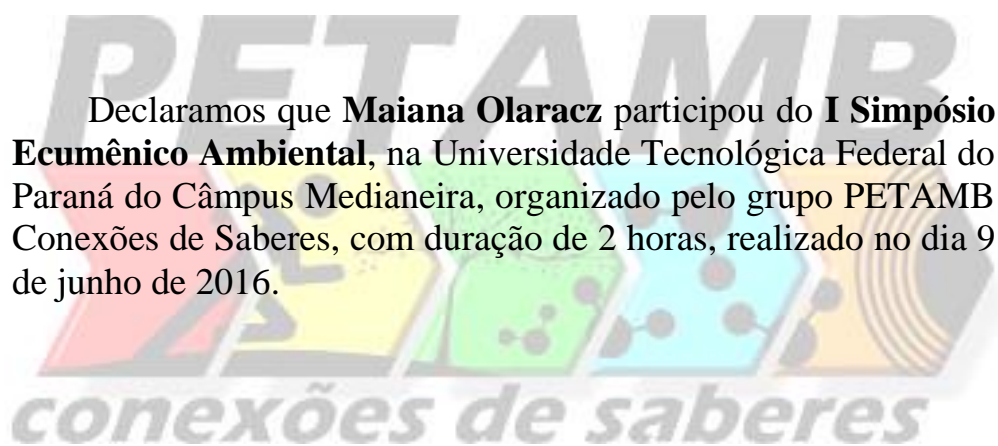 PETAMB
Declaramos que Maiana Olaracz participou do I Simpósio
Ecumênico Ambiental, na Universidade Tecnológica Federal do
Paraná do Câmpus Medianeira, organizado pelo grupo PETAMB
Conexões de Saberes, com duração de 2 horas, realizado no dia 9
de junho de 2016.
conexões de saberes